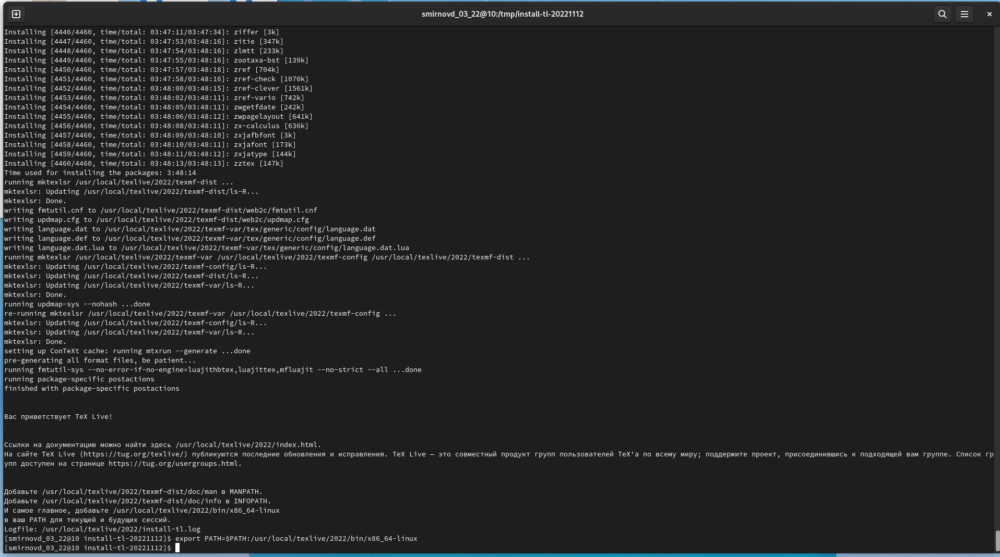 smirnovd_03_22@10:/tmp/install-tl-20221112
Installing [4446/4460, time/total: 03:47:11/03:47:34]: ziffer [3k]
Installing [4447/4460, time/total: 03:47:53/03:48:16]: zitie [347k]
Installing [4448/4460, time/total: 03:47:54/03:48:16]: zlmtt [233k]
Installing [4449/4460, time/total: 03:47:55/03:48:16]: zootaxa-bst [139k]
Installing [4450/4460, time/total: 03:47:57/03:48:18]: zref [704k]
Installing [4451/4460, time/total: 03:47:58/03:48:16]: zref-check [1070k]
Installing [4452/4460, time/total: 03:48:00/03:48:15]: zref-clever [1561k]
Installing [4453/4460, time/total: 03:48:02/03:48:11]: zref-vario [742k]
Installing [4454/4460, time/total: 03:48:05/03:48:11]: zwgetfdate [242k]
Installing [4455/4460, time/total: 03:48:06/03:48:12]: zwpagelayout [641k]
Installing [4456/4460, time/total: 03:48:08/03:48:11]: zx-calculus [636k]
Installing [4457/4460, time/total: 03:48:09/03:48:10]: zxjafbfont [3k]
Installing [4458/4460, time/total: 03:48:10/03:48:11]: zxjafont [173k]
Installing [4459/4460, time/total: 03:48:11/03:48:12]: zxjatype [144k]
Installing [4460/4460, time/total: 03:48:13/03:48:13]: zztex [147k]
Time used for installing the packages: 3:48:14
running mktexlsr /usr/local/texlive/2022/texmf-dist ...
mktexlsr: Updating /usr/local/texlive/2022/texmf-dist/ls-R...
mktexlsr: Done.
writing fmtutil.cnf to /usr/local/texlive/2022/texmf-dist/web2c/fmtutil.cnf
writing updmap.cfg to /usr/local/texlive/2022/texmf-dist/web2c/updmap.cfg
writing language.dat to /usr/local/texlive/2022/texmf-var/tex/generic/config/language.dat
writing language.def to /usr/local/texlive/2022/texmf-var/tex/generic/config/language.def
writing language.dat.lua to /usr/local/texlive/2022/texmf-var/tex/generic/config/language.dat.lua
running mktexlsr /usr/local/texlive/2022/texmf-var /usr/local/texlive/2022/texmf-config /usr/local/texlive/2022/texmf-dist ...
mktexlsr: Updating /usr/local/texlive/2022/texmf-config/ls-R...
mktexlsr: Updating /usr/local/texlive/2022/texmf-dist/ls-R...
mktexlsr: Updating /usr/local/texlive/2022/texmf-var/ls-R...
mktexlsr: Done.
running updmap-sys --nohash ...done
re-running mktexlsr /usr/local/texlive/2022/texmf-var /usr/local/texlive/2022/texmf-config ...
mktexlsr: Updating /usr/local/texlive/2022/texmf-config/ls-R...
mktexlsr: Updating /usr/local/texlive/2022/texmf-var/ls-R...
mktexlsr: Done.
setting up ConTeXt cache: running mtxrun --generate ...done
pre-generating all format files, be patient...
running fmtutil-sys --no-error-if-no-engine=luajithbtex,luajittex,mfluajit --no-strict --all ...done
running package-specific postactions
finished with package-specific postactions
Вас приветствует TeX Live!
Ссылки на документацию можно найти здесь /usr/local/texlive/2022/index.html.
На сайте TeX Live (https://tug.org/texlive/) публикуются последние обновления и исправления. TeX Live — это совместный продукт групп пользователей TeX'а по всему миру; поддержите проект, присоединившись к подходящей вам группе. Список гр
упп доступен на странице https://tug.org/usergroups.html.
Добавьте /usr/local/texlive/2022/texmf-dist/doc/man в MANPATH.
Добавьте /usr/local/texlive/2022/texmf-dist/doc/info в INFOPATH.
И самое главное, добавьте /usr/local/texlive/2022/bin/x86_64-linux
в ваш PATH для текущей и будущих сессий.
Logfile: /usr/local/texlive/2022/install-tl.log
[smirnovd_03_22@10 install-tl-20221112]$ export PATH=$PATH:/usr/local/texlive/2022/bin/x86_64-linux
[smirnovd_03_22@10 install-tl-20221112]$